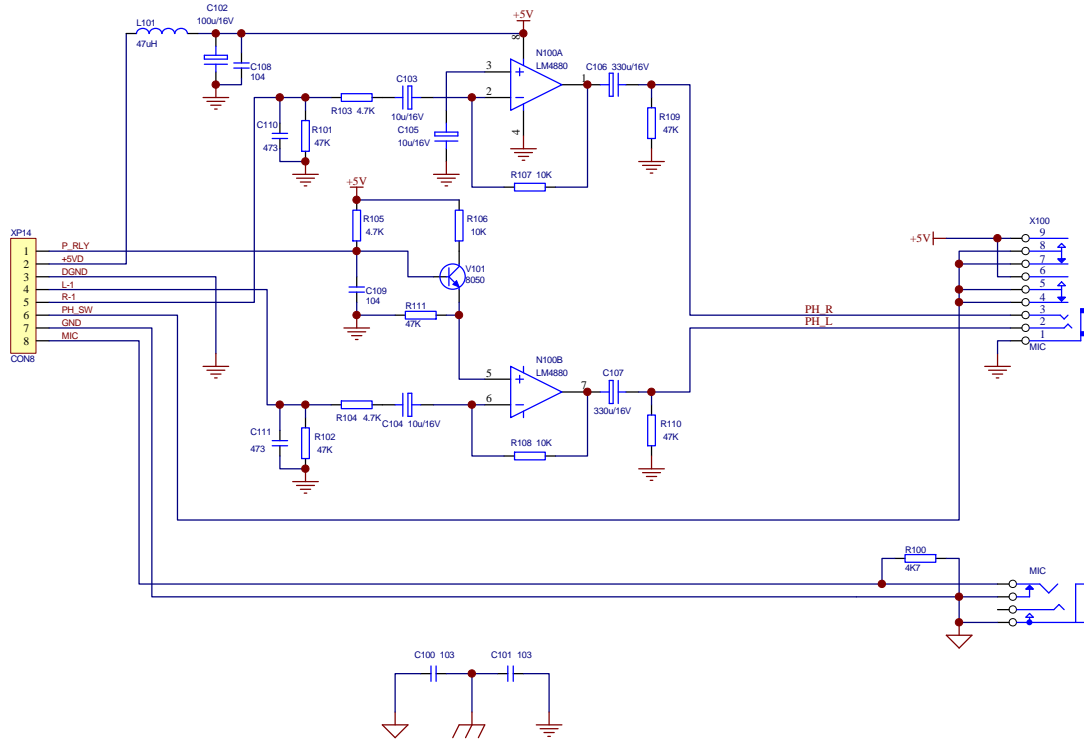 C102
100u/16V
L101
47uH
C108
104
+5V
8
N100A
LM4880
3
2
1
4
C106 330u/16V
C103
10u/16V
R103 4.7K
C105
10u/16V
C110
473
R101
47K
R109
47K
R107 10K
+5V
R105
4.7K
R106
10K
V101
8050
C109
104
R111
47K
XP14
1 P_RLY
2 +5VD
3 DGND
4 L-1
5 R-1
6 PH_SW
7 GND
8 MIC
CON8
N100B
LM4880
5
6
7
C107
330u/16V
R104 4.7K
C104 10u/16V
C111
473
R102
47K
R108 10K
R110
47K
PH_R
PH_L
X100
+5V
9
8
7
6
5
4
3
2
1
MIC
R100
4K7
MIC
C100 103
C101 103